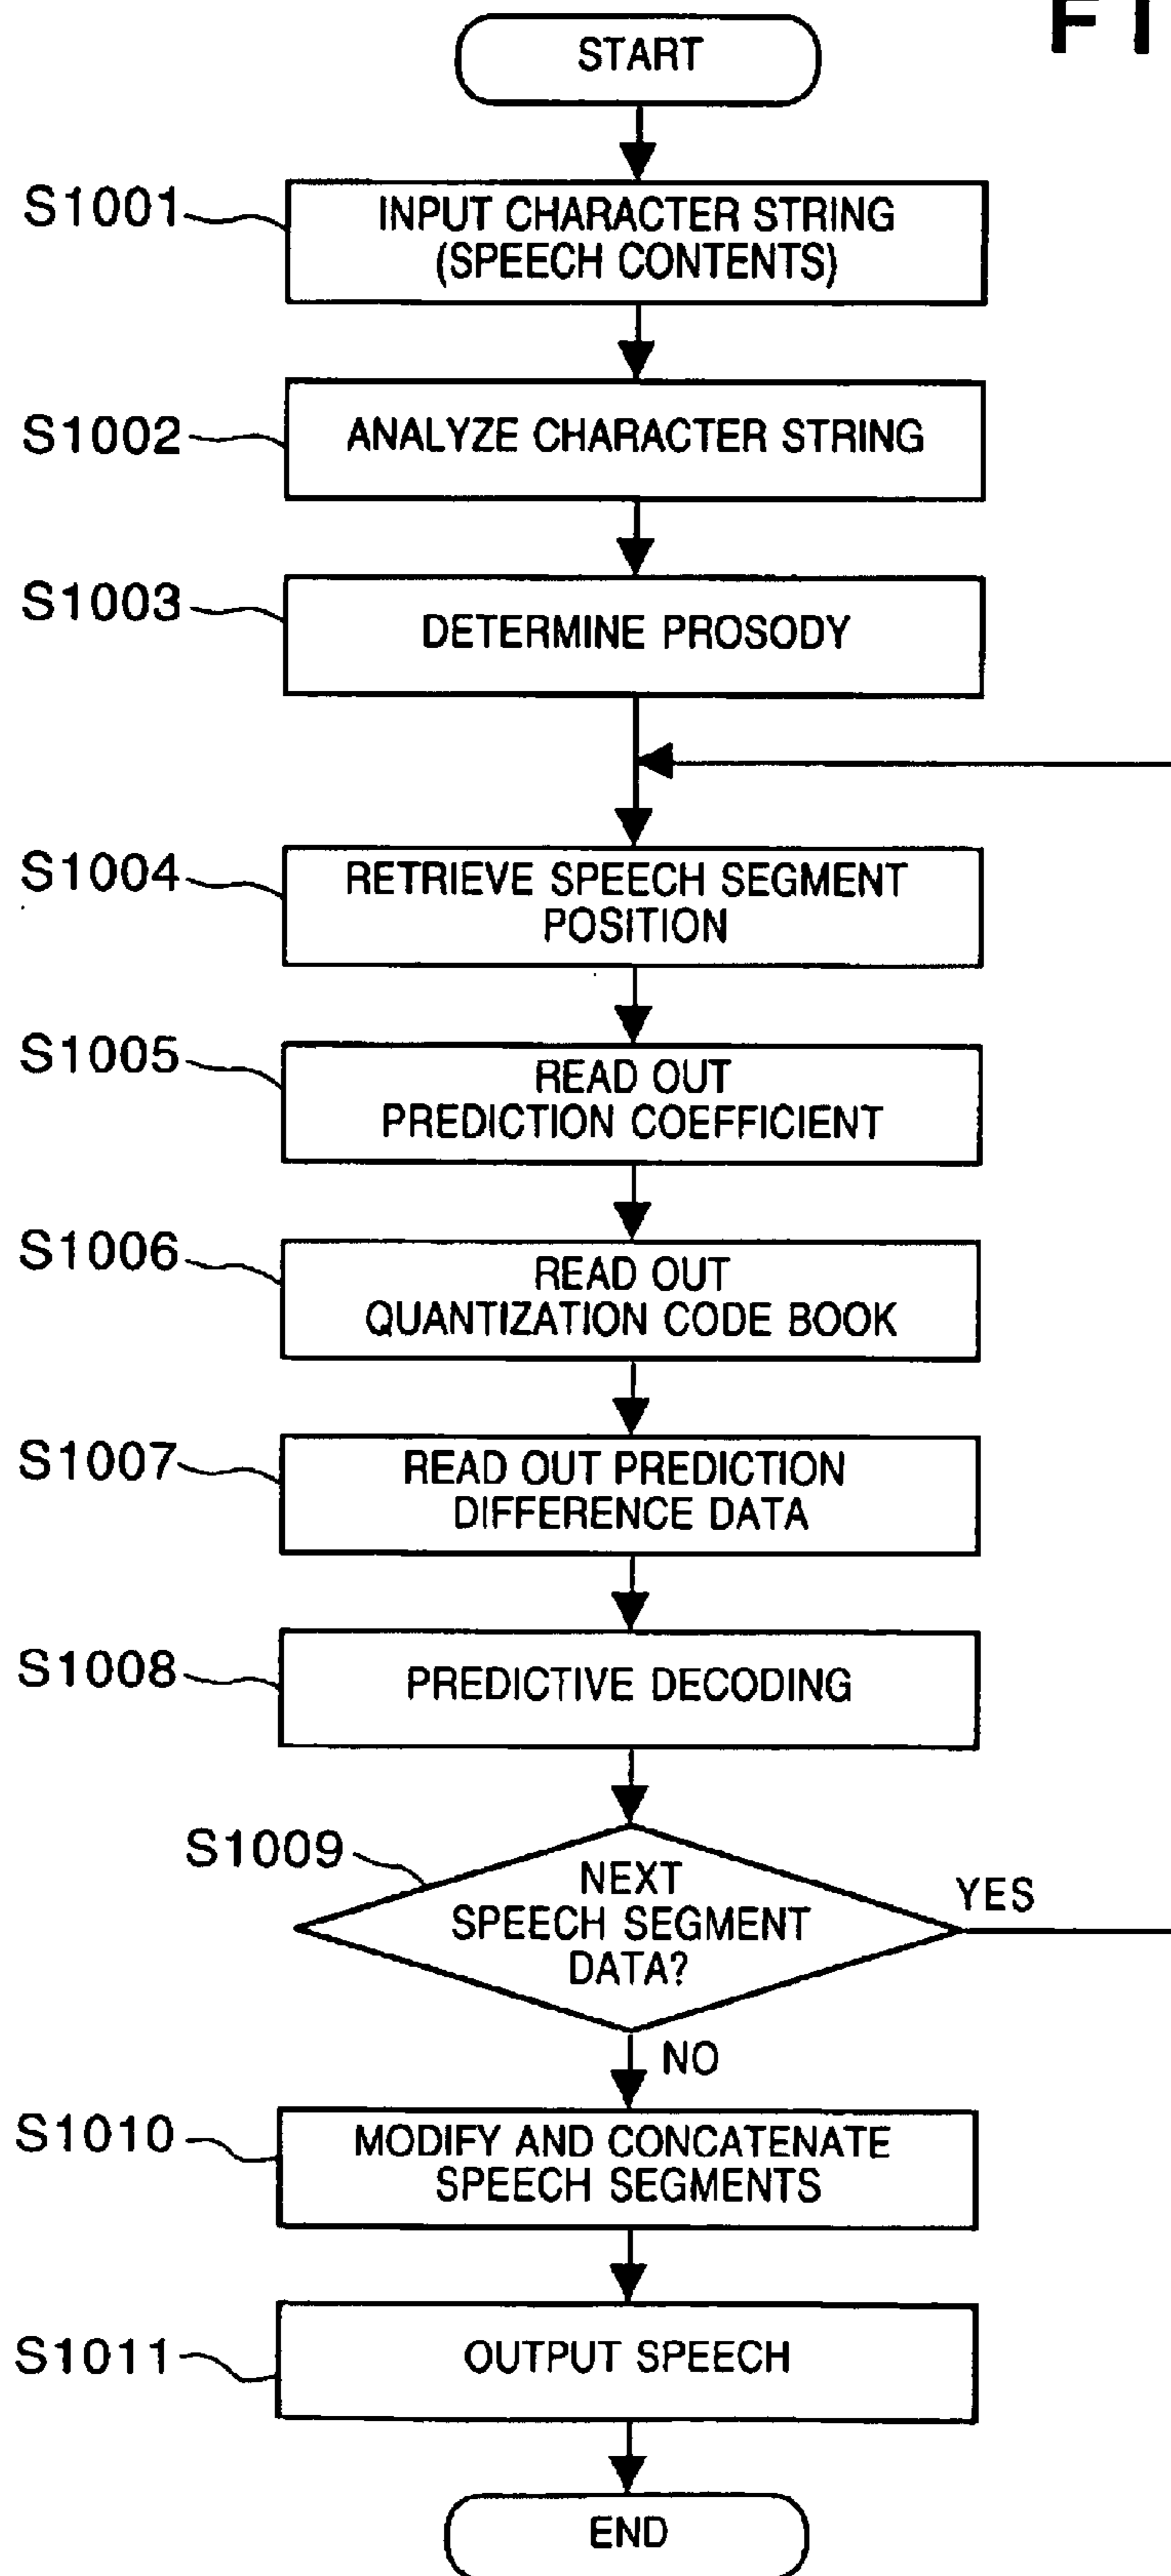 FI
START
S1001
INPUT CHARACTER STRING
(SPEECH CONTENTS)
S1002
ANALYZE CHARACTER STRING
S1003
DETERMINE PROSODY
S1004
RETRIEVE SPEECH SEGMENT
POSITION
S1005
READ OUT
PREDICTION COEFFICIENT
S1006
READ OUT
QUANTIZATION CODE BOOK
S1007
READ OUT PREDICTION
DIFFERENCE DATA
S1008
PREDICTIVE DECODING
S1009
NEXT
SPEECH SEGMENT
DATA?
YES
NO
S1010
MODIFY AND CONCATENATE
SPEECH SEGMENTS
S1011
OUTPUT SPEECH
END